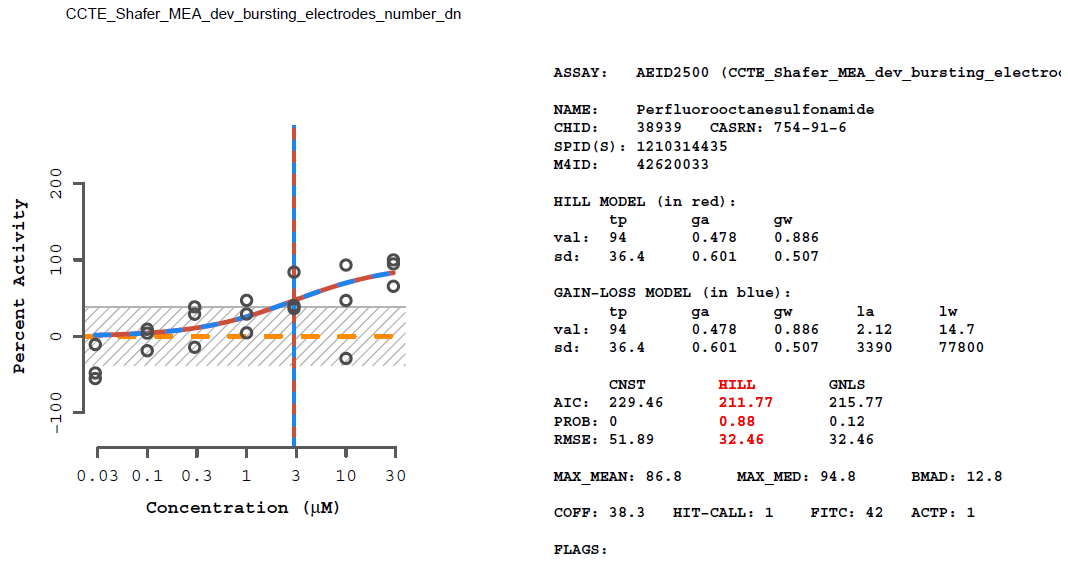 CCTE_Shafer_MEA_dev_bursting_electrodes_number_dn
Percent Activity
200
100
0
−100
0.03 0.1 0.3 1 3 10 30
Concentration (μM)
ASSAY: AEID2500 (CCTE_Shafer_MEA_dev_bursting_electro
NAME: Perfluorooctanesulfonamide
CHID: 38939 CASRN: 754-91-6
SPID(S): 1210314435
M4ID: 42620033
HILL MODEL (in red):
tp ga gw
val: 94 0.478 0.886
sd: 36.4 0.601 0.507
GAIN-LOSS MODEL (in blue):
tp ga gw la lw
val: 94 0.478 0.886 2.12 14.7
sd: 36.4 0.601 0.507 3390 77800
CNST HILL GNLS
AIC: 229.46 211.77 215.77
PROB: 0 0.88 0.12
RMSE: 51.89 32.46 32.46
MAX_MEAN: 86.8 MAX_MED: 94.8 BMAD: 12.8
COFF: 38.3 HIT-CALL: 1 FITC: 42 ACTP: 1
FLAGS: